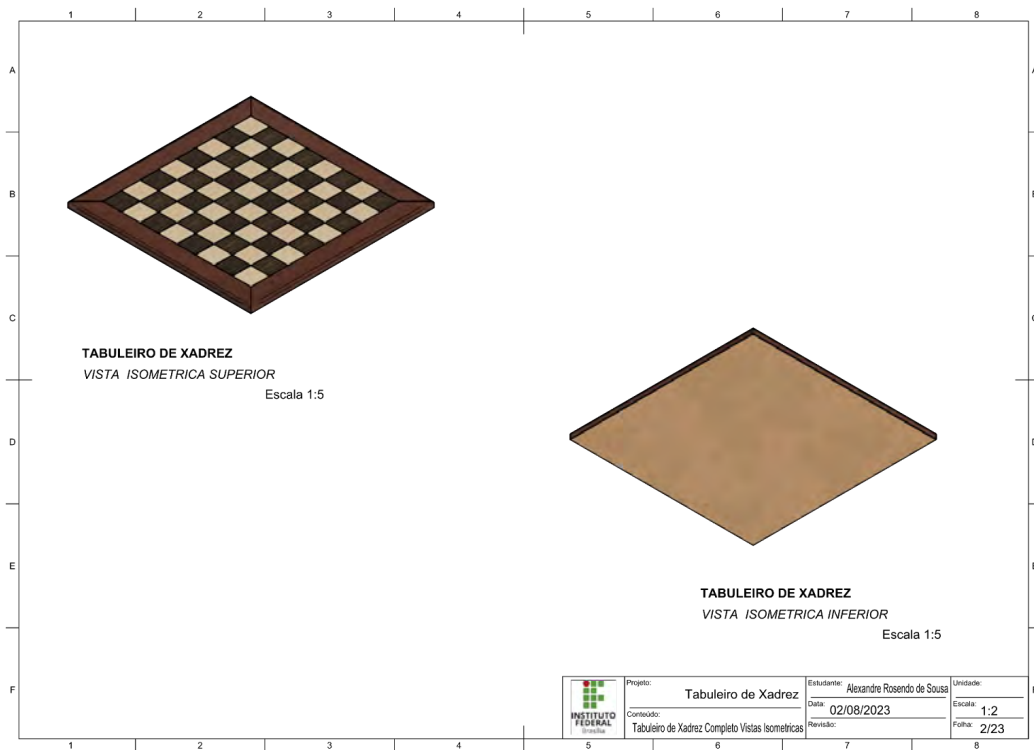 1 2 3 4 5 6 7 8
A
B
C
D
E
F
TABULEIRO DE XADREZ
VISTA ISOMETRICA SUPERIOR
Escala 1:5
TABULEIRO DE XADREZ
VISTA ISOMETRICA INFERIOR
Escala 1:5
INSTITUTO
FEDERAL
Brasília
Projeto:
Tabuleiro de Xadrez
Conteúdo:
Tabuleiro de Xadrez Completo Vistas Isometricas
Estudante: Alexandre Rosendo de Sousa
Data: 02/08/2023
Revisão:
Unidade:
Escala: 1:2
Folha: 2/23
1 2 3 4 5 6 7 8